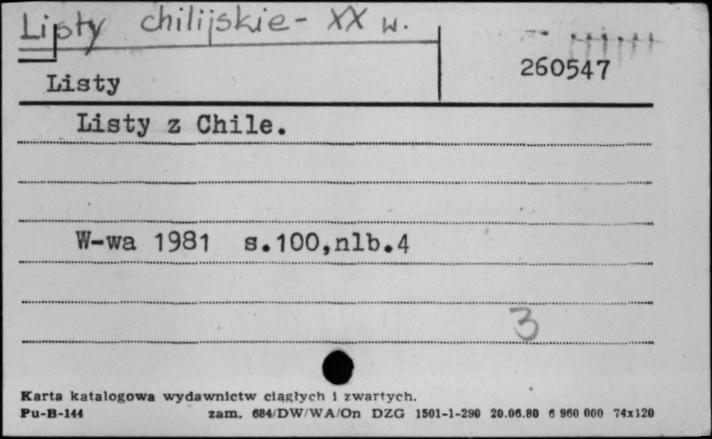 Listy chilijskie - XX w.
260547
Listy
Listy z Chile.
W-wa 1981 s.100,nlb.4
3
Karta katalogowa wydawnictw ciągłych i zwartych.
Pu-B-144 zam. 684/DW/WA/On DZG 1501-1-290 20.06.80 6 960 000 74x120